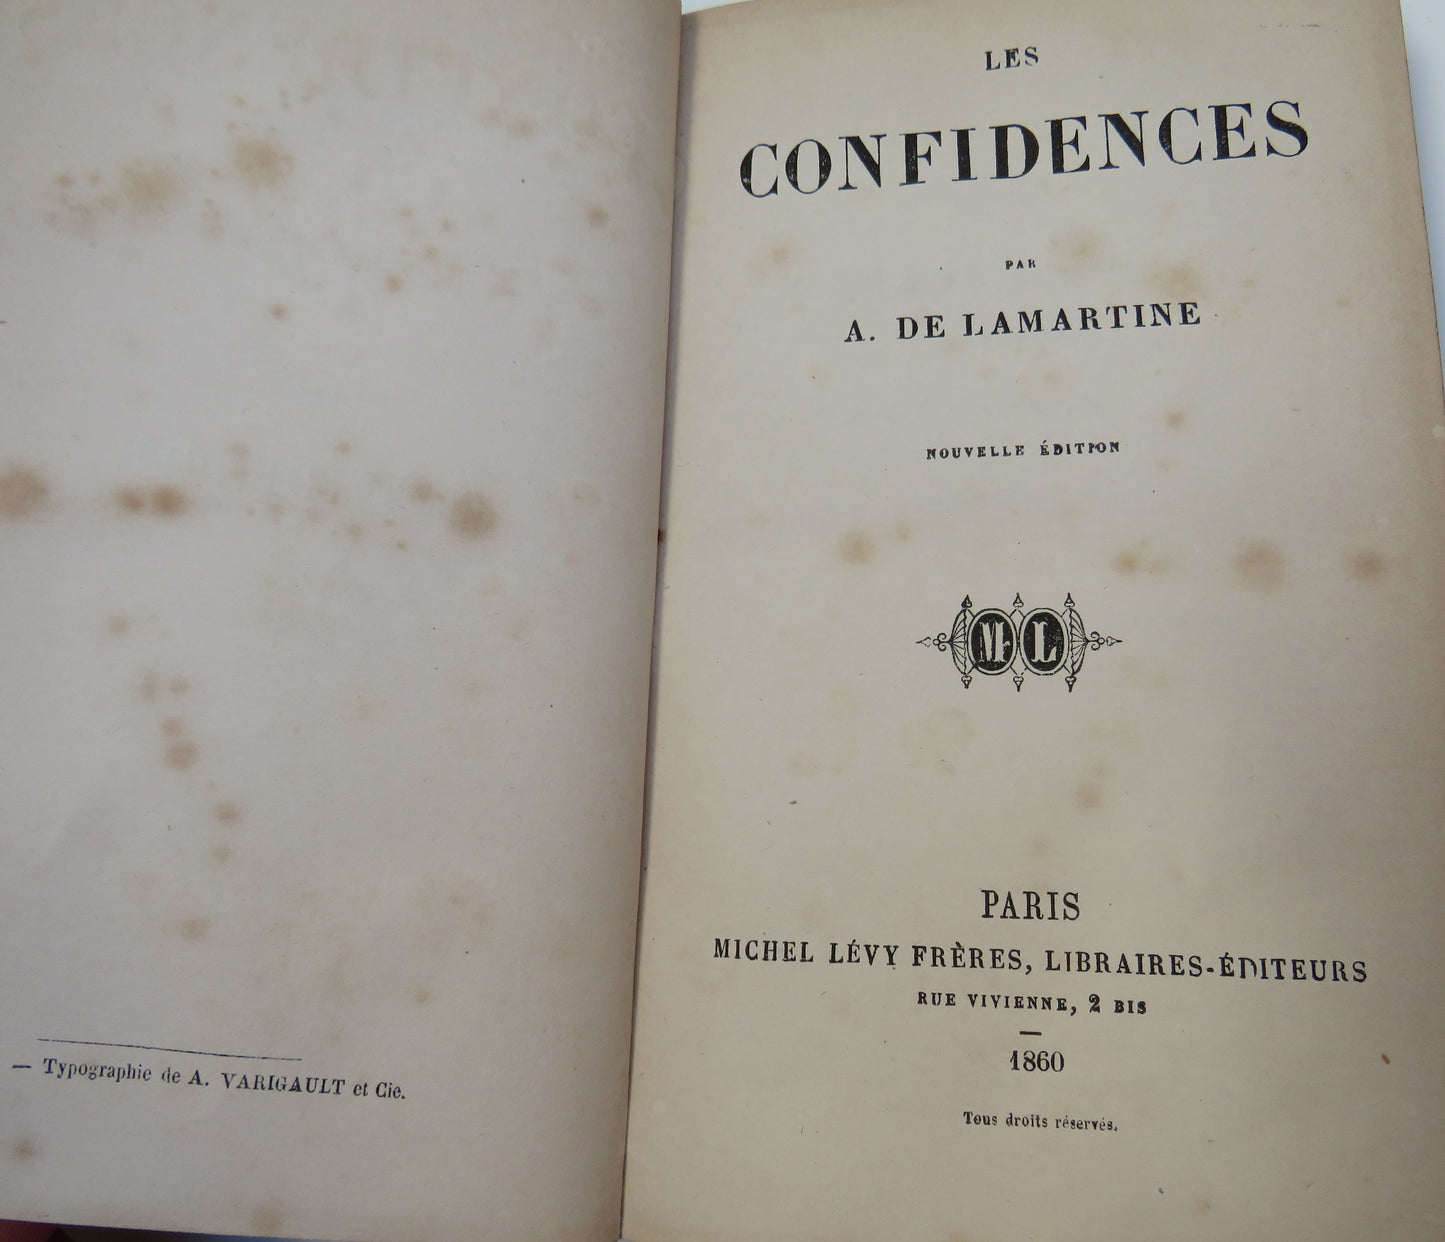 — Typographie de A. VARIGAULT et Cie.
LES
CONFIDENCES
PAR
A. DE LAMARTINE
NOUVELLE ÉDITION
M L
PARIS
MICHEL LÉVY FRÈRES, LIBRAIRES-ÉDITEURS
RUE VIVIENNE, 2 BIS
1860
Tous droits réservés.